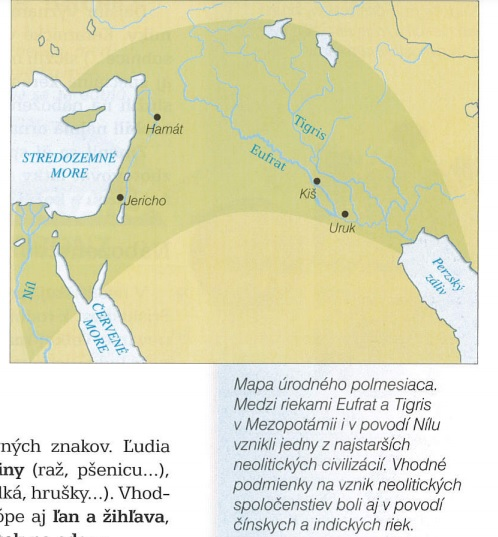 Hamát
Tigris
Eufrat
STREDOZEMNÉ
MORE
Kiš
Jericho
Uruk
Perzský
záliv
Níl
ČERVENÉ
MORE
Mapa úrodného polmesiaca.
Medzi riekami Eufrat a Tigris
v Mezopotámii i v povodí Nílu
vznikli jedny z najstarších
neolitických civilizácií. Vhodné
podmienky na vznik neolitických
spoločenstiev boli aj v povodí
čínskych a indických riek.
ných znakov. Ľudia
iny (raž, pšenicu...),
lká, hrušky...). Vhod-
ópe aj ľan a žihľava,